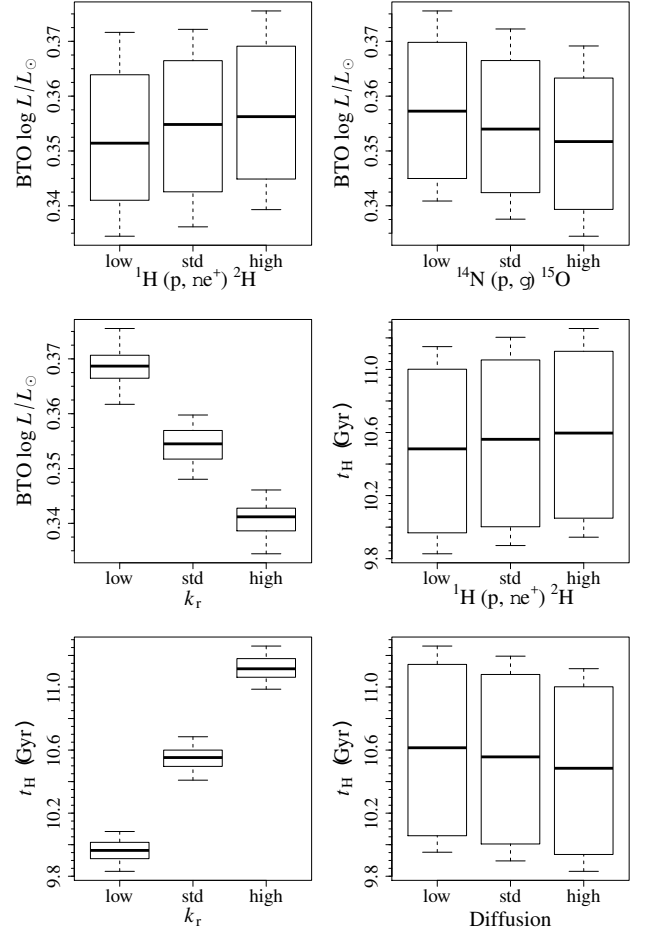 BTO log L/L⊙
0.34 0.35 0.36 0.37
low std high
¹H (p, ne⁺) ²H
BTO log L/L⊙
0.34 0.35 0.36 0.37
low std high
¹⁴N (p, g) ¹⁵O
BTO log L/L⊙
0.34 0.35 0.36 0.37
low std high
kᵣ
t_H (Gyr)
9.8 10.2 10.6 11.0
low std high
¹H (p, ne⁺) ²H
t_H (Gyr)
9.8 10.2 10.6 11.0
low std high
kᵣ
t_H (Gyr)
9.8 10.2 10.6 11.0
low std high
Diffusion